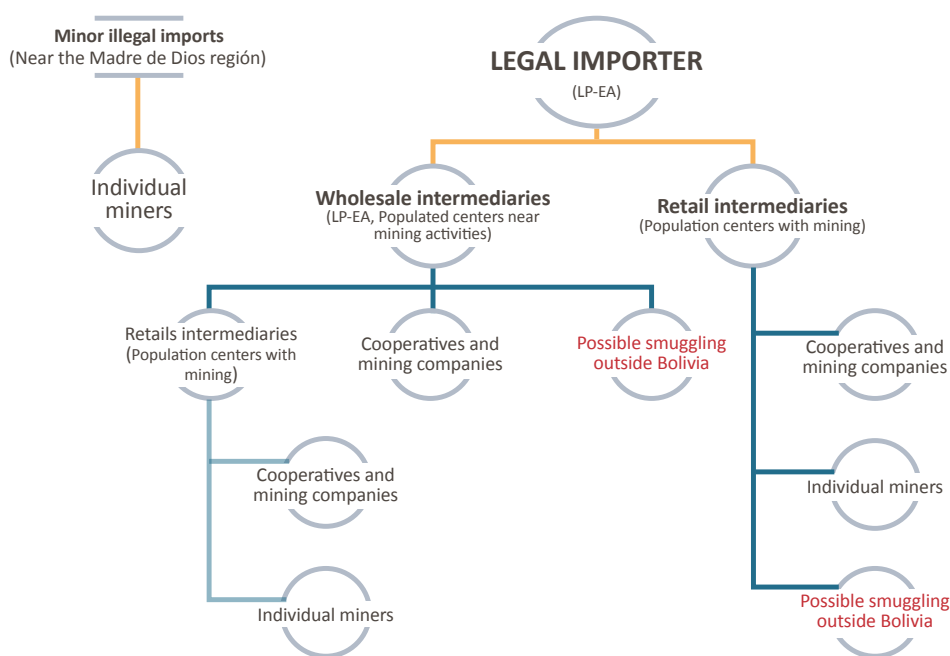 Minor illegal imports
(Near the Madre de Dios región)
LEGAL IMPORTER
(LP-EA)
Individual
miners
Wholesale intermediaries
(LP-EA, Populated centers near
mining activities)
Retail intermediaries
(Population centers with mining)
Retails intermediaries
(Population centers with
mining)
Cooperatives and
mining companies
Possible smuggling
outside Bolivia
Cooperatives and
mining companies
Cooperatives and
mining companies
Individual miners
Individual miners
Possible smuggling
outside Bolivia